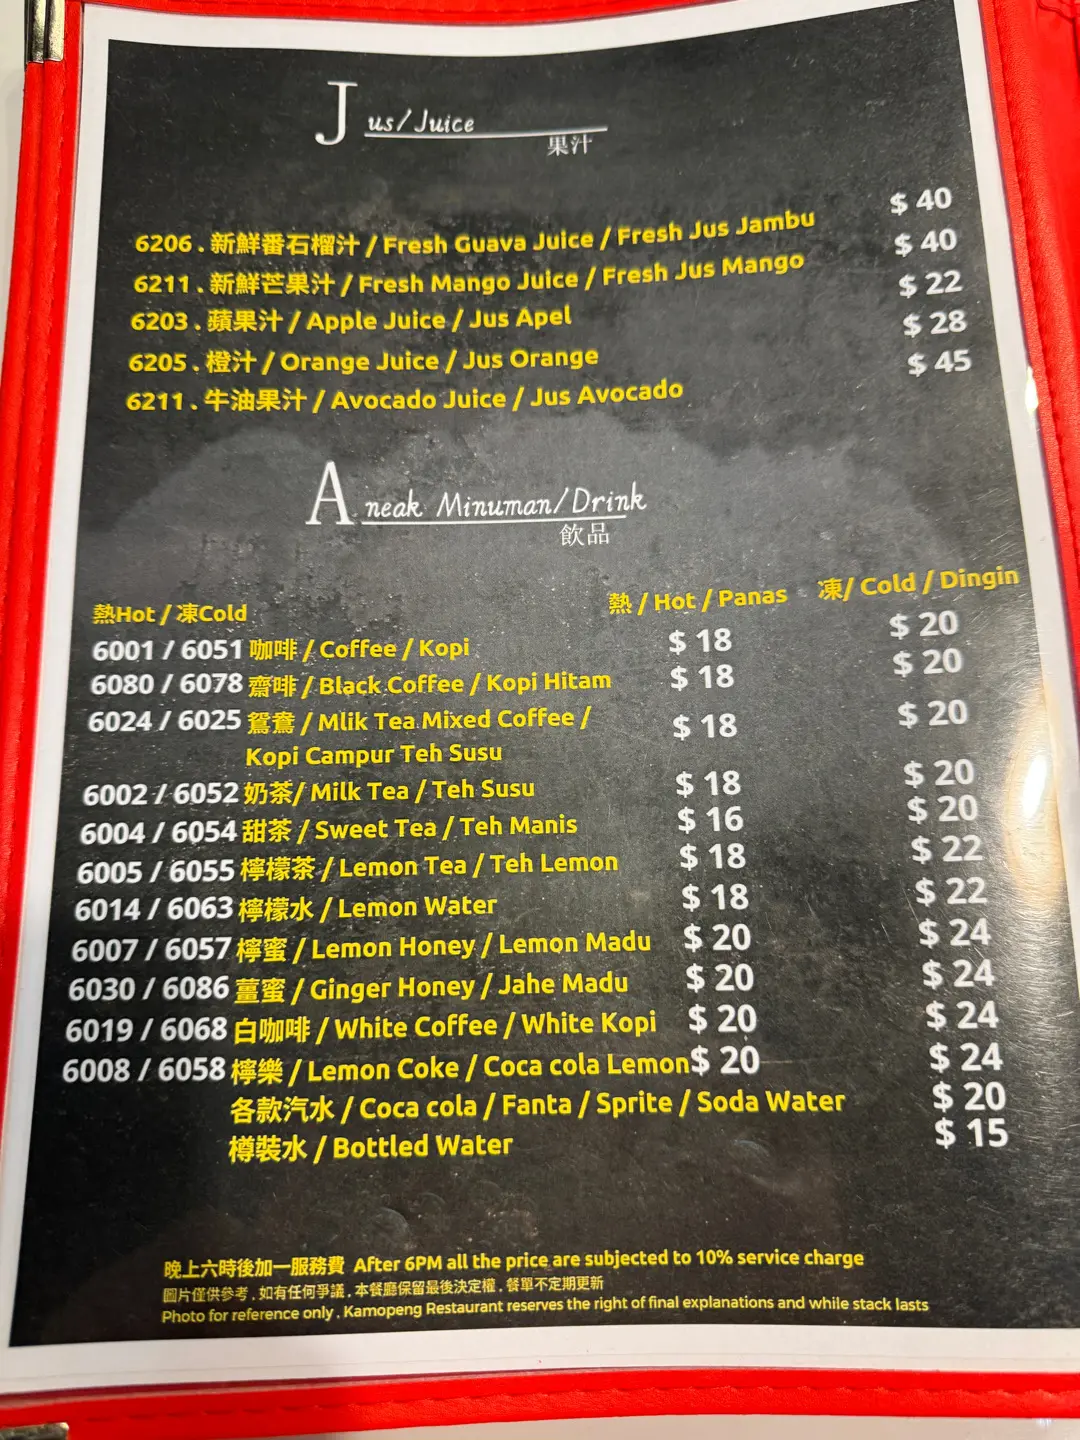 Jus/Juice
果汁
6206 . 新鮮番石榴汁 / Fresh Guava Juice / Fresh Jus Jambu $ 40
6211 . 新鮮芒果汁 / Fresh Mango Juice / Fresh Jus Mango $ 40
6203 . 蘋果汁 / Apple Juice / Jus Apel $ 22
6205 . 橙汁 / Orange Juice / Jus Orange $ 28
6211 . 牛油果汁 / Avocado Juice / Jus Avocado $ 45
Aneak Minuman/Drink
飲品
熱Hot / 凍Cold 熱 / Hot / Panas 凍/ Cold / Dingin
6001 / 6051 咖啡 / Coffee / Kopi $ 18 $ 20
6080 / 6078 齋啡 / Black Coffee / Kopi Hitam $ 18 $ 20
6024 / 6025 鴛鴦 / Mlik Tea Mixed Coffee / $ 18 $ 20
Kopi Campur Teh Susu
6002 / 6052 奶茶/ Milk Tea / Teh Susu $ 18 $ 20
6004 / 6054 甜茶 / Sweet Tea / Teh Manis $ 16 $ 20
6005 / 6055 檸檬茶 / Lemon Tea / Teh Lemon $ 18 $ 22
6014 / 6063 檸檬水 / Lemon Water $ 18 $ 22
6007 / 6057 檸蜜 / Lemon Honey / Lemon Madu $ 20 $ 24
6030 / 6086 薑蜜 / Ginger Honey / Jahe Madu $ 20 $ 24
6019 / 6068 白咖啡 / White Coffee / White Kopi $ 20 $ 24
6008 / 6058 檸樂 / Lemon Coke / Coca cola Lemon $ 20 $ 24
各款汽水 / Coca cola / Fanta / Sprite / Soda Water $ 20
樽裝水 / Bottled Water $ 15
晚上六時後加一服務費 After 6PM all the price are subjected to 10% service charge
圖片僅供參考 , 如有任何爭議 , 本餐廳保留最後決定權 , 餐單不定期更新
Photo for reference only , Kamopeng Restaurant reserves the right of final explanations and while stack lasts